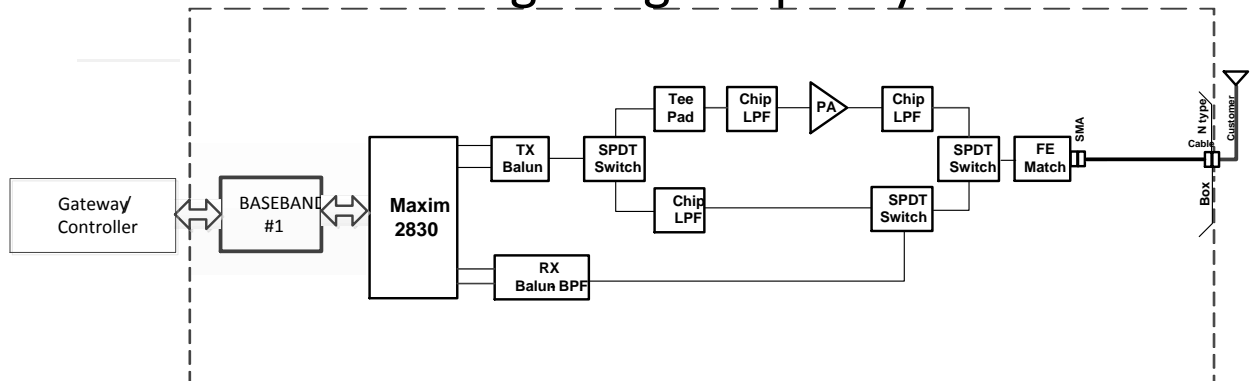 Tee
Pad
Chip
LPF
PA
Chip
LPF
TX
Balun
SPDT
Switch
SPDT
Switch
FE
Match
SMA
Cable
N type
Customer
Box
Gateway/
Controller
BASEBAND
#1
Maxim
2830
Chip
LPF
SPDT
Switch
RX
Balun- BPF